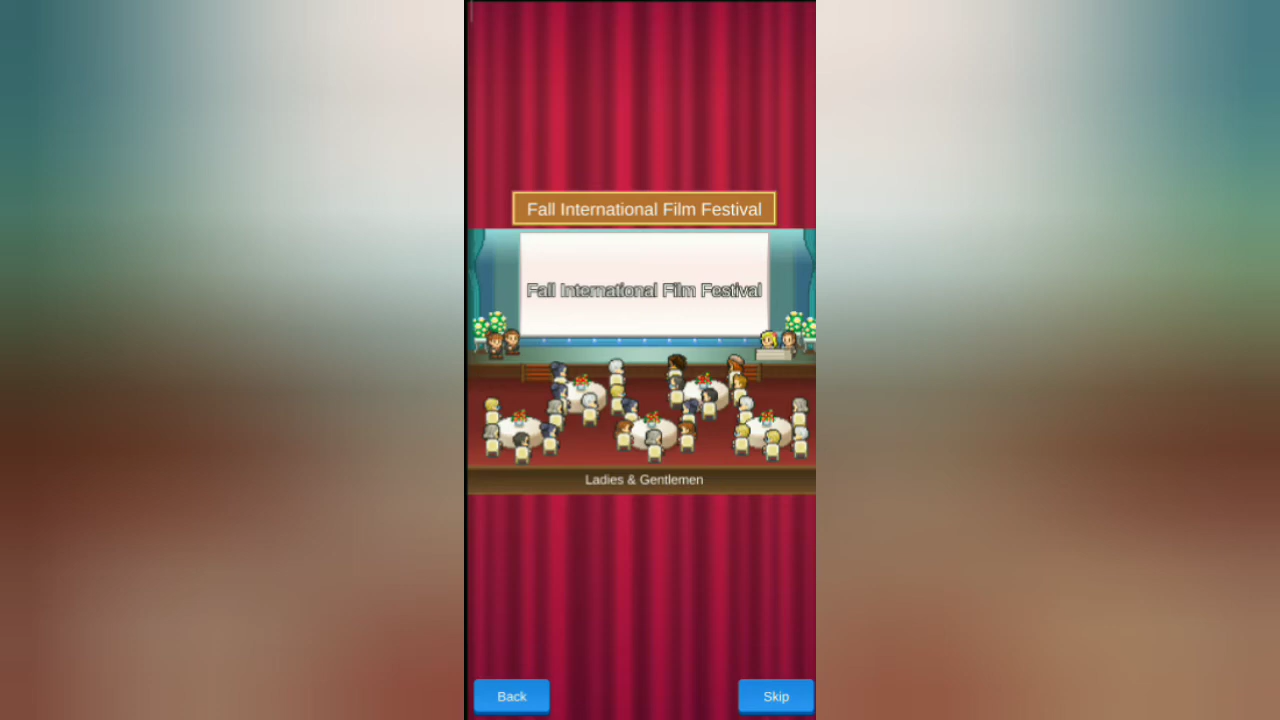 Fall International Film Festival
Fall International Film Festival
Ladies & Gentlemen
Back
Skip